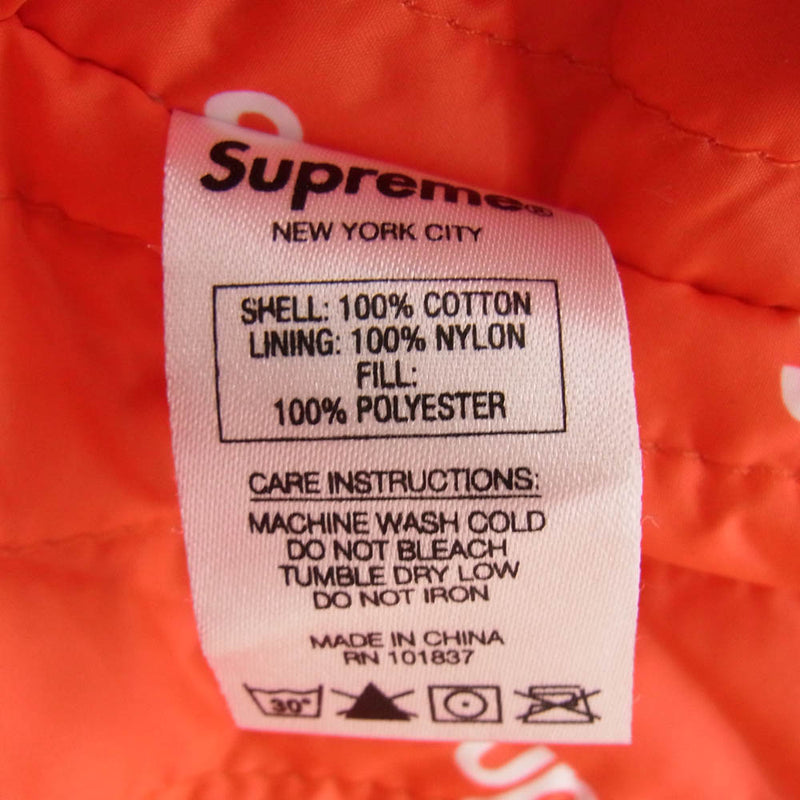 Supreme®
NEW YORK CITY
SHELL: 100% COTTON
LINING: 100% NYLON
FILL:
100% POLYESTER
CARE INSTRUCTIONS:
MACHINE WASH COLD
DO NOT BLEACH
TUMBLE DRY LOW
DO NOT IRON
MADE IN CHINA
RN 101837
30°